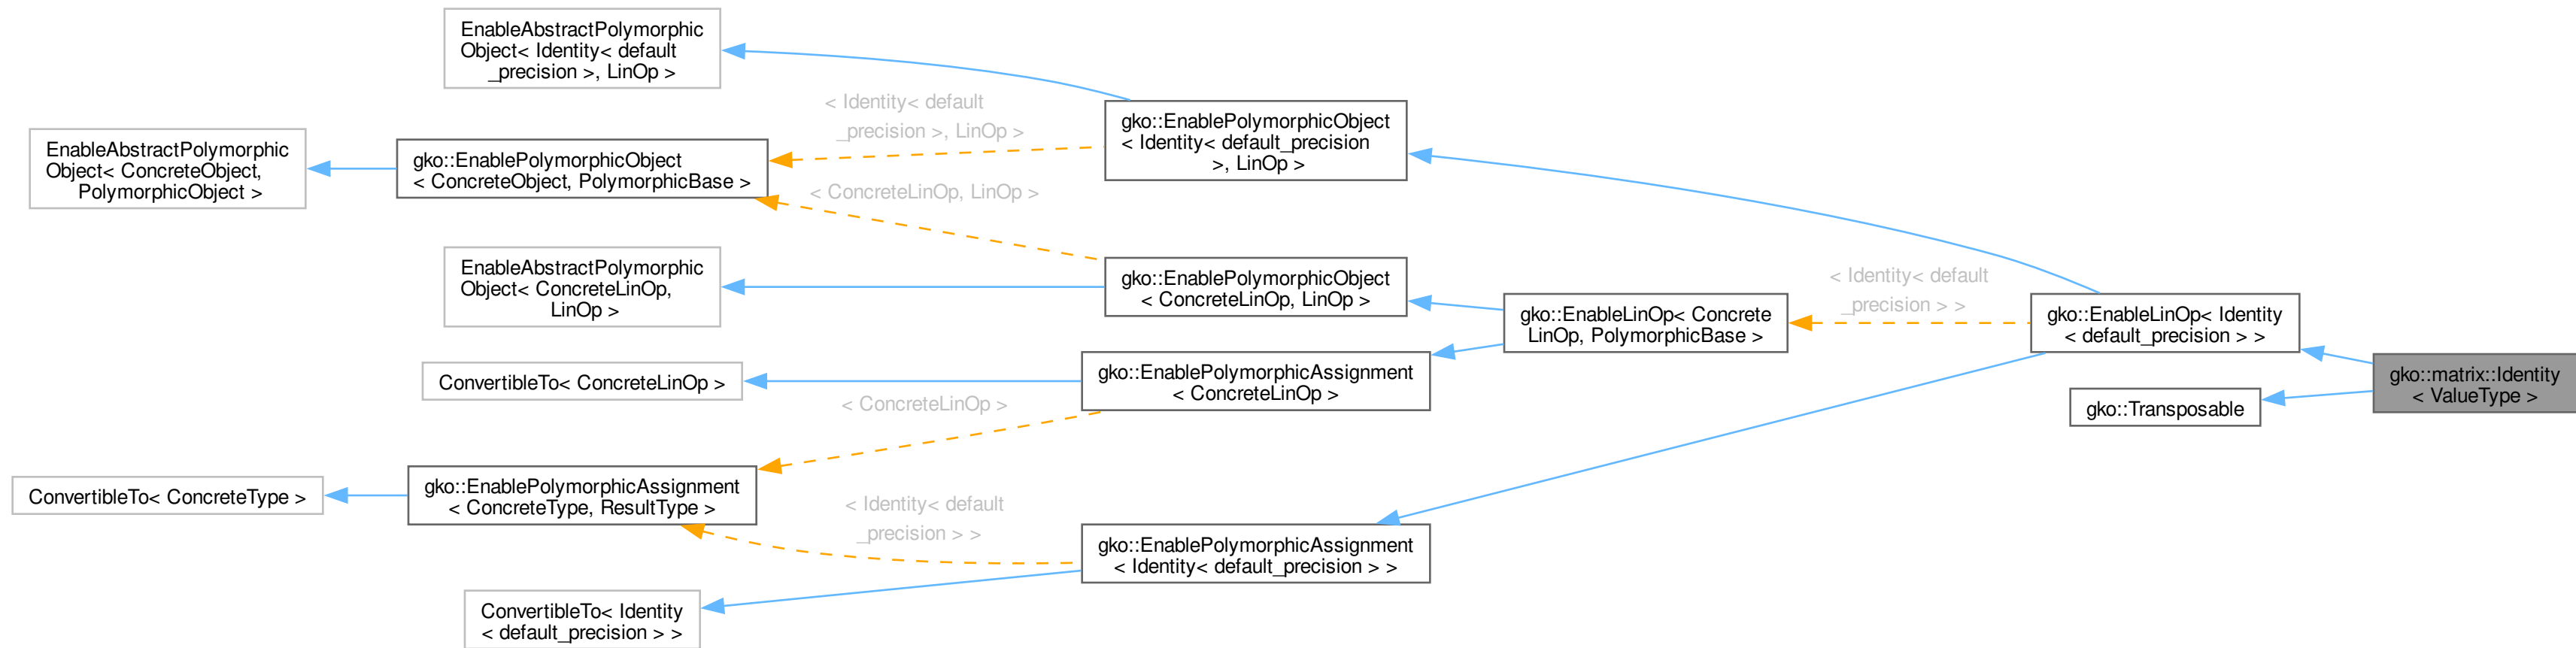 EnableAbstractPolymorphic
Object< Identity< default
_precision >, LinOp >
< Identity< default
_precision >, LinOp >
gko::EnablePolymorphicObject
< Identity< default_precision
>, LinOp >
EnableAbstractPolymorphic
Object< ConcreteObject,
PolymorphicObject >
gko::EnablePolymorphicObject
< ConcreteObject, PolymorphicBase >
< ConcreteLinOp, LinOp >
EnableAbstractPolymorphic
Object< ConcreteLinOp,
LinOp >
gko::EnablePolymorphicObject
< ConcreteLinOp, LinOp >
gko::EnableLinOp< Concrete
LinOp, PolymorphicBase >
< Identity< default
_precision > >
gko::EnableLinOp< Identity
< default_precision > >
gko::matrix::Identity
< ValueType >
gko::Transposable
ConvertibleTo< ConcreteLinOp >
gko::EnablePolymorphicAssignment
< ConcreteLinOp >
< ConcreteLinOp >
ConvertibleTo< ConcreteType >
gko::EnablePolymorphicAssignment
< ConcreteType, ResultType >
< Identity< default
_precision > >
gko::EnablePolymorphicAssignment
< Identity< default_precision > >
ConvertibleTo< Identity
< default_precision > >